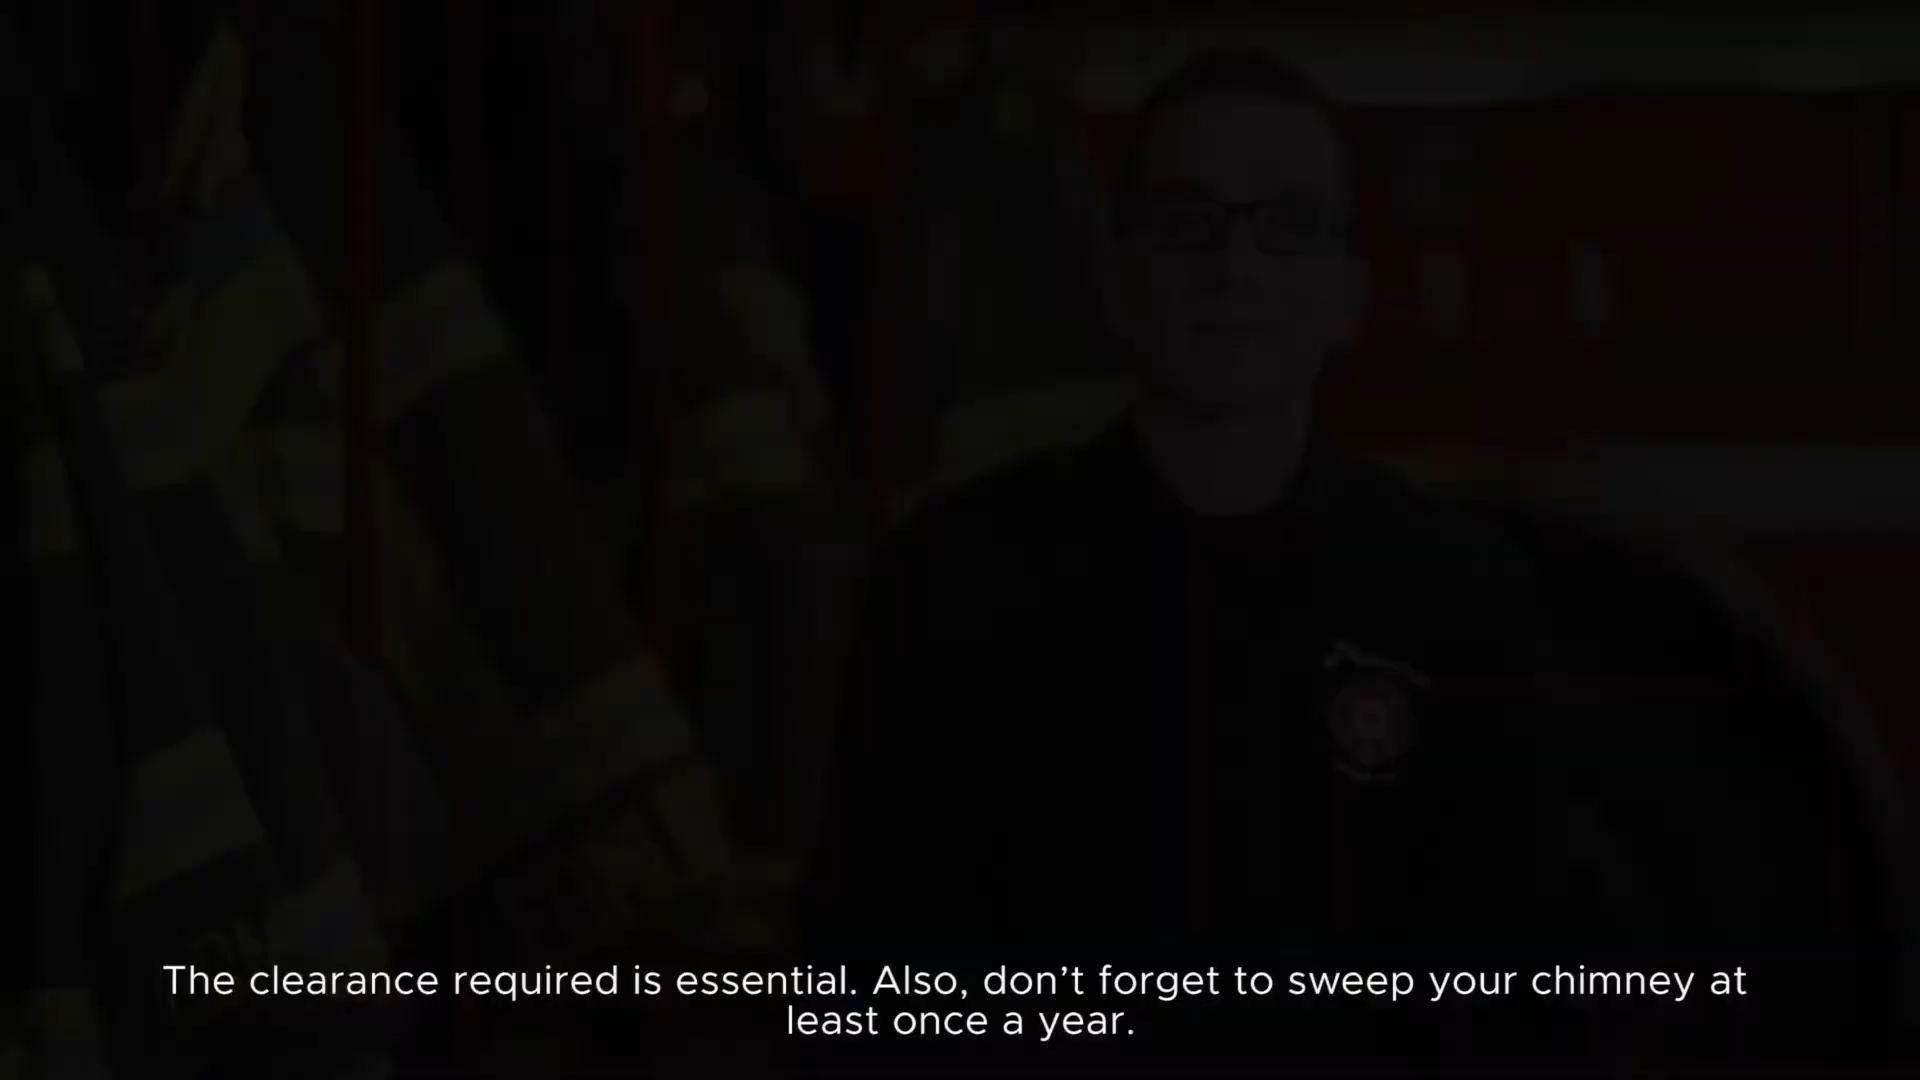 The clearance required is essential. Also, don’t forget to sweep your chimney at
least once a year.